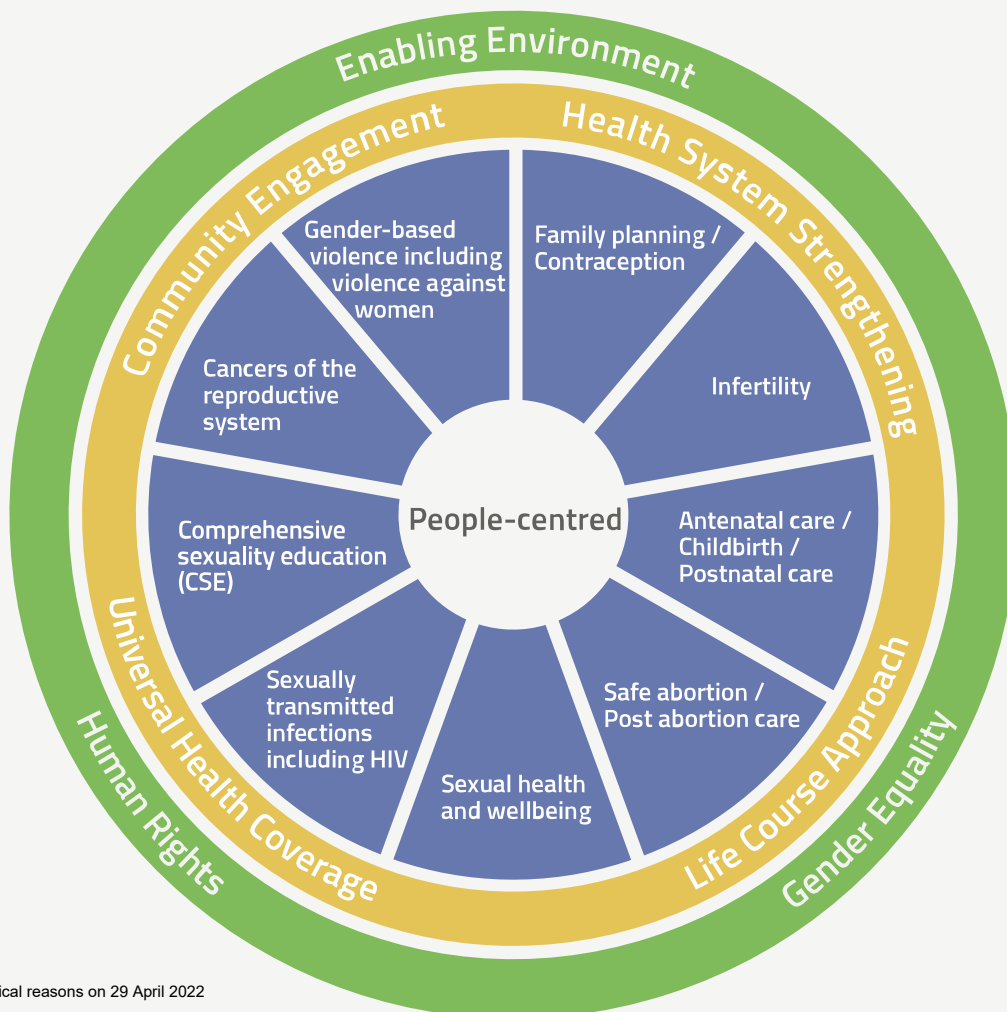 Enabling Environment
Community Engagement
Health System Strengthening
Gender-based
violence including
violence against
women
Family planning /
Contraception
Cancers of the
reproductive
system
Infertility
People-centred
Comprehensive
sexuality education
(CSE)
Antenatal care /
Childbirth /
Postnatal care
Sexually
transmitted
infections
including HIV
Safe abortion /
Post abortion care
Sexual health
and wellbeing
Universal Health Coverage
Life Course Approach
Human Rights
Gender Equality
ical reasons on 29 April 2022